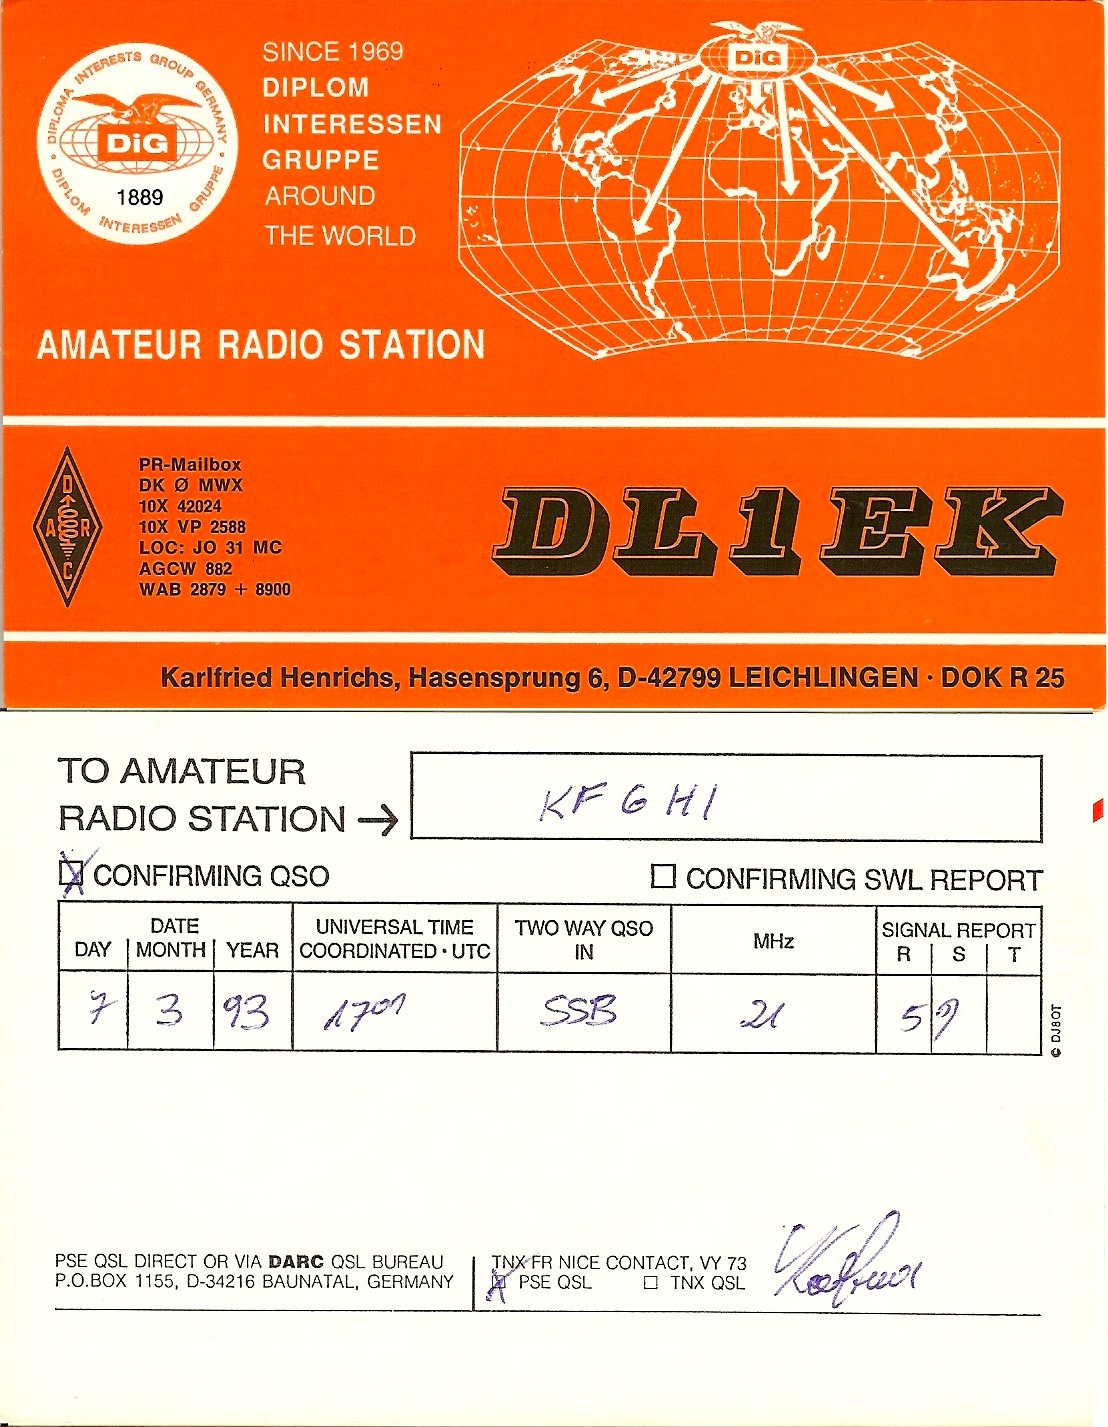 DIPLOMA INTERESTS GROUP GERMANY
DiG
1889
DIPLOM INTERESSEN GRUPPE
SINCE 1969
DIPLOM
INTERESSEN
GRUPPE
AROUND
THE WORLD
DiG
AMATEUR RADIO STATION
DARC
PR-Mailbox
DK Ø MWX
10X 42024
10X VP 2588
LOC: JO 31 MC
AGCW 882
WAB 2879 + 8900
DL1EK
Karlfried Henrichs, Hasensprung 6, D-42799 LEICHLINGEN · DOK R 25
TO AMATEUR
RADIO STATION →
KF6HI
CONFIRMING QSO
CONFIRMING SWL REPORT
DATE
DAY MONTH YEAR
UNIVERSAL TIME
COORDINATED · UTC
TWO WAY QSO
IN
MHz
SIGNAL REPORT
R S T
7 3 93 1701 SSB 21 59
© DJ8OT
PSE QSL DIRECT OR VIA DARC QSL BUREAU
P.O.BOX 1155, D-34216 BAUNATAL, GERMANY
TNX FR NICE CONTACT, VY 73
PSE QSL TNX QSL